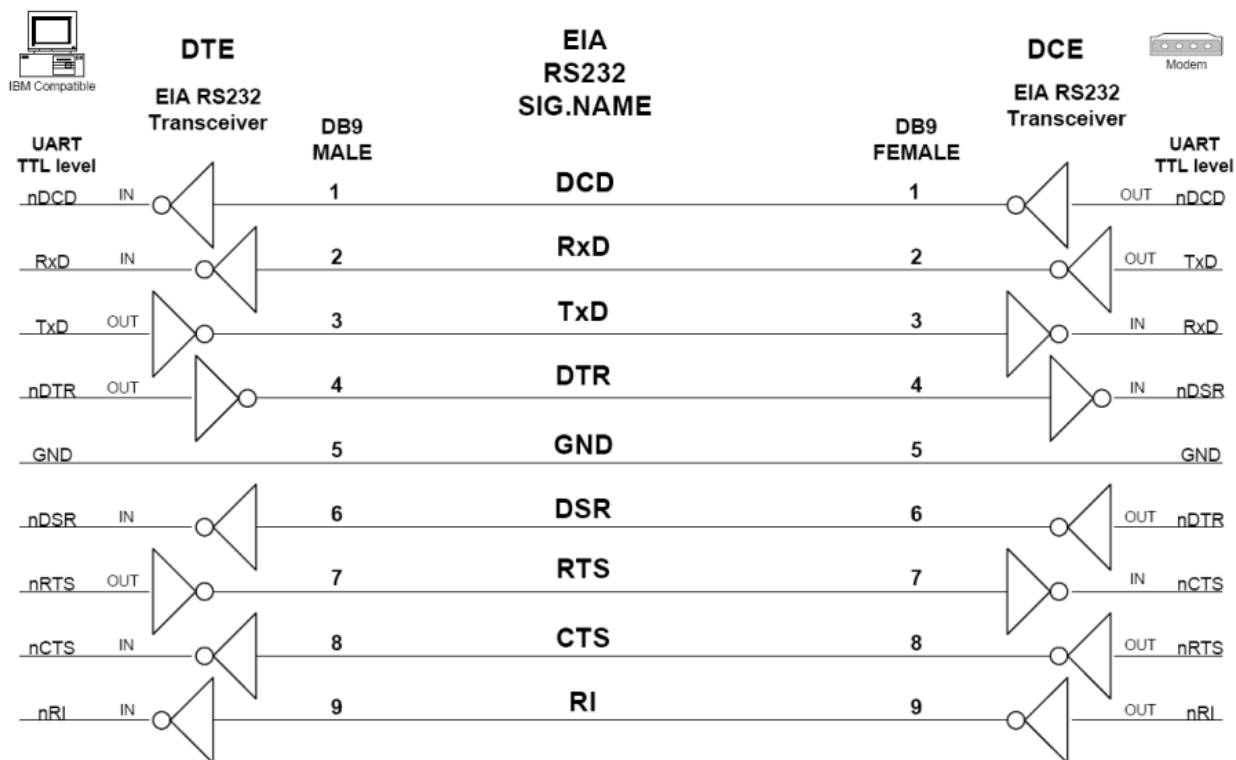 DTE
EIA
RS232
SIG.NAME
DCE
IBM Compatible
Modem
EIA RS232
Transceiver
EIA RS232
Transceiver
DB9
MALE
DB9
FEMALE
UART
TTL level
UART
TTL level
nDCD IN 1 DCD 1 OUT nDCD
RxD IN 2 RxD 2 OUT TxD
TxD OUT 3 TxD 3 IN RxD
nDTR OUT 4 DTR 4 IN nDSR
GND 5 GND 5 GND
nDSR IN 6 DSR 6 OUT nDTR
nRTS OUT 7 RTS 7 IN nCTS
nCTS IN 8 CTS 8 OUT nRTS
nRI IN 9 RI 9 OUT nRI